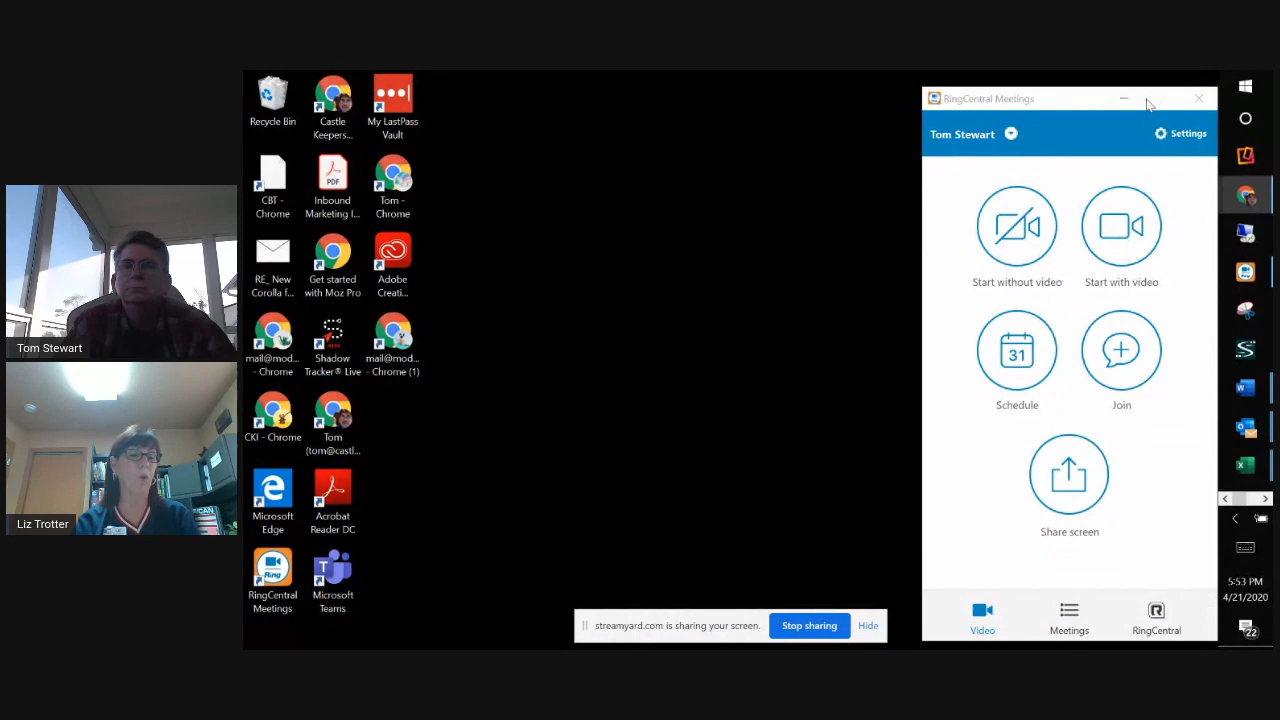 Tom Stewart
Liz Trotter
Recycle Bin
Castle
Keepers...
My LastPass
Vault
CBT -
Chrome
Inbound
Marketing I...
Tom -
Chrome
RE_ New
Corolla f...
Get started
with Moz Pro
Adobe
Creati...
mail@mod...
- Chrome
Shadow
Tracker® Live
mail@mod...
- Chrome (1)
CKI - Chrome
Tom
(tom@castl...
Microsoft
Edge
Acrobat
Reader DC
Ring
RingCentral
Meetings
Microsoft
Teams
PDF
streamyard.com is sharing your screen.
Stop sharing
Hide
RingCentral Meetings
Tom Stewart
Settings
Start without video
Start with video
31
Schedule
Join
Share screen
Video
Meetings
RingCentral
5:53 PM
4/21/2020
22